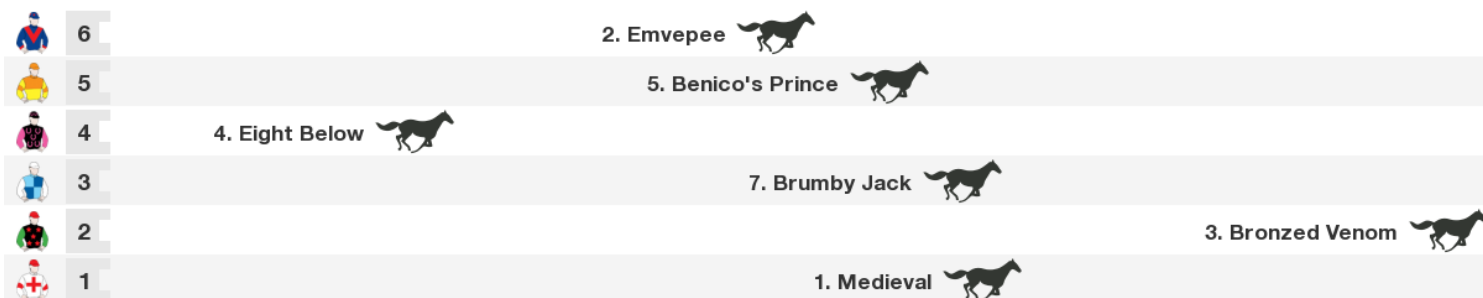 6 2. Emvepee
5 5. Benico's Prince
4 4. Eight Below
3 7. Brumby Jack
2 3. Bronzed Venom
1 1. Medieval